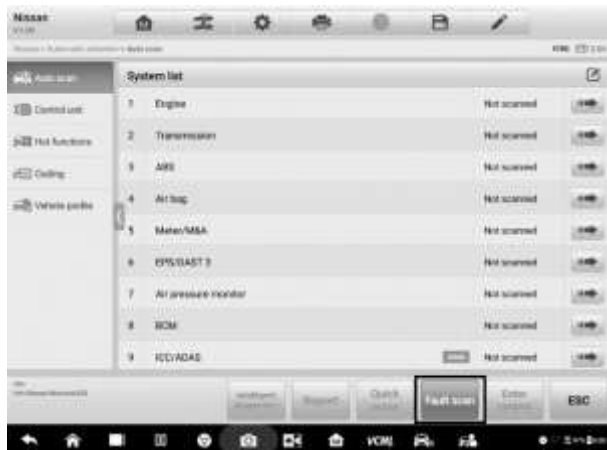 Nissan
Auto scan
System list
Control unit
Hot functions
Coding
Vehicle profile
1 Engine Not scanned
2 Transmission Not scanned
3 ABS Not scanned
4 Air bag Not scanned
5 Meter/M&A Not scanned
6 EPS/DAST 3 Not scanned
7 Air pressure monitor Not scanned
8 BCM Not scanned
9 ICC/ADAS Not scanned
Report
Quick
Fault scan
Enter
ESC
VCMI